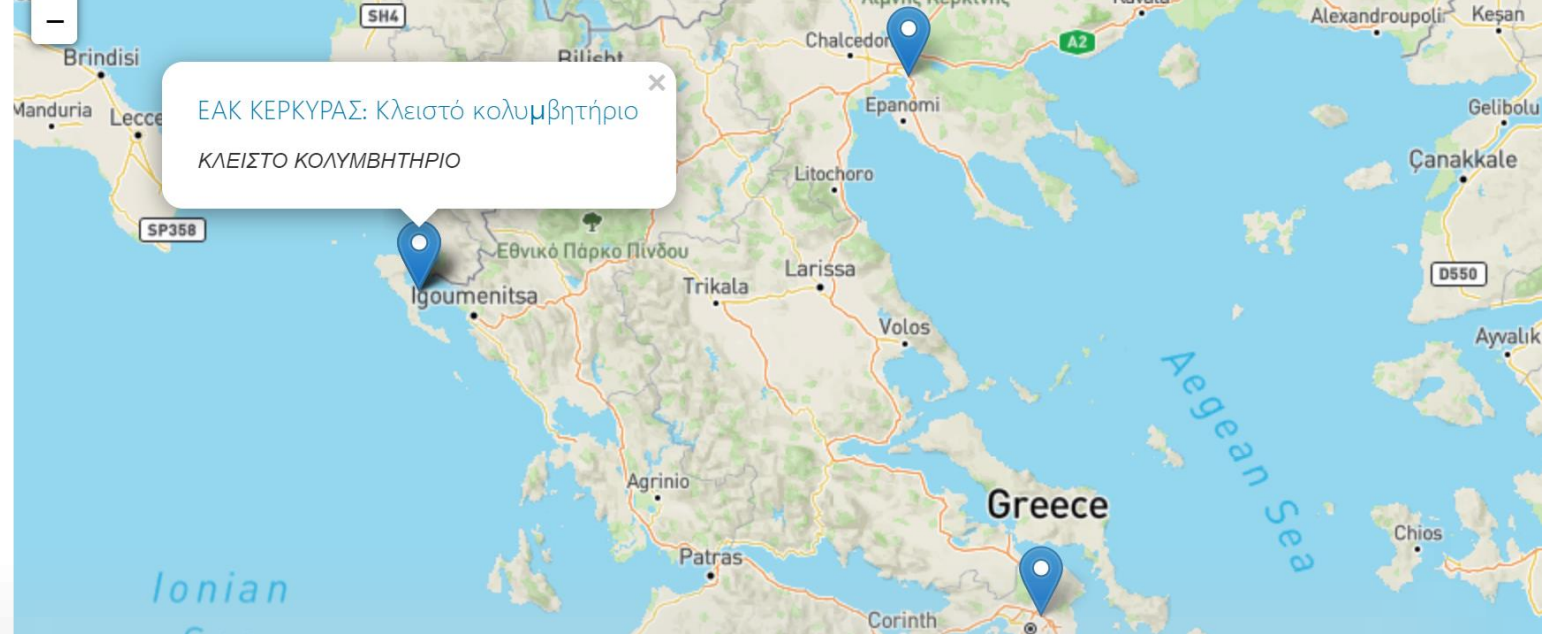 −
SH4
Chalcedon
Kavala
A2
Alexandroupoli
Keşan
Brindisi
Bilisht
×
ΕΑΚ ΚΕΡΚΥΡΑΣ: Κλειστό κολυμβητήριο
ΚΛΕΙΣΤΟ ΚΟΛΥΜΒΗΤΗΡΙΟ
Manduria
Lecce
Epanomi
Gelibolu
Litochoro
Çanakkale
SP358
Εθνικό Πάρκο Πίνδου
Igoumenitsa
Trikala
Larissa
D550
Volos
Ayvalık
Aegean Sea
Agrinio
Greece
Chios
Patras
Ionian
Corinth